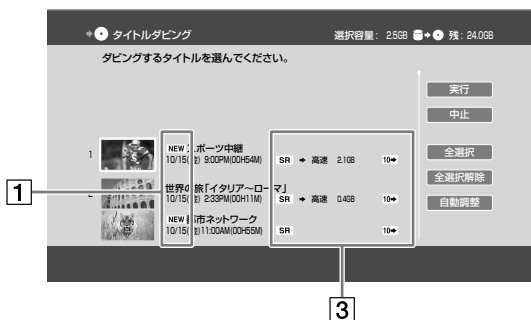 タイトルダビング
選択容量: 2.5GB 残: 24.0GB
ダビングするタイトルを選んでください。
実行
中止
全選択
全選択解除
自動調整
1
NEW スポーツ中継
10/15(金) 9:00PM(00H54M) SR 高速 2.1GB 10
世界の旅「イタリア〜ローマ」
10/15(金) 2:33PM(00H11M) SR 高速 0.4GB 10
NEW 都市ネットワーク
10/15(金)11:00AM(00H55M) SR 10
1
3